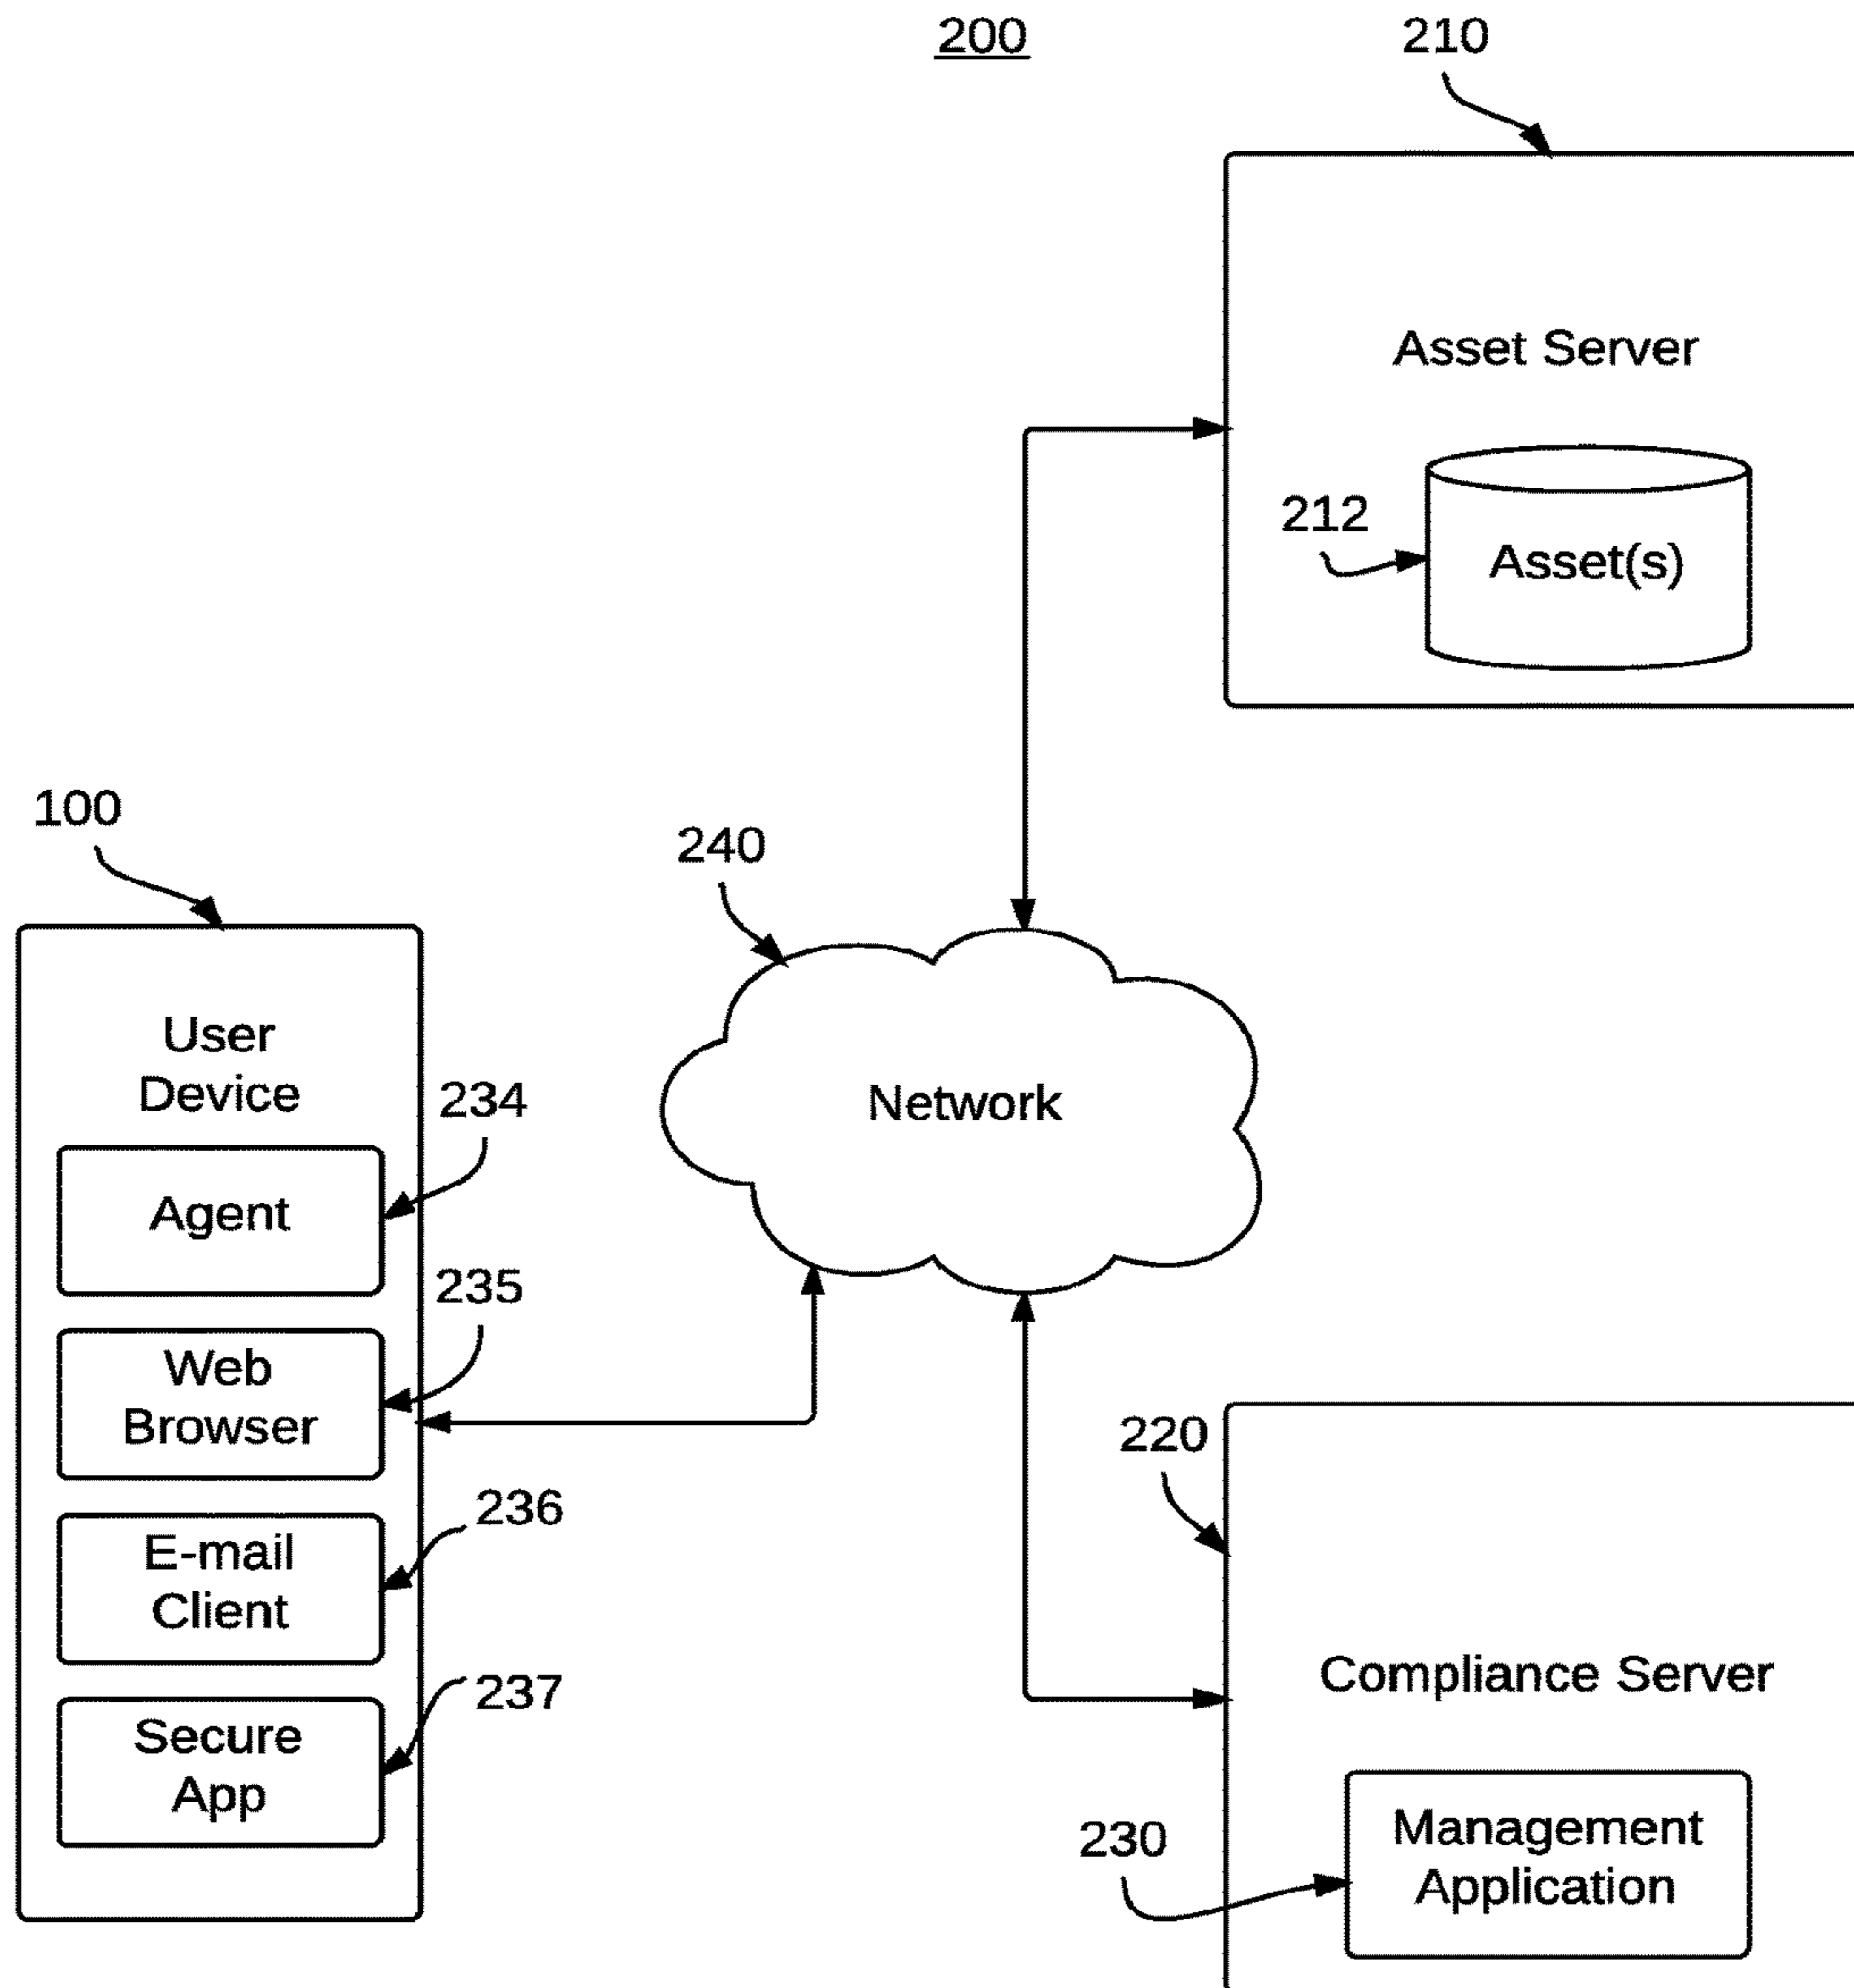 200
210
Asset Server
212
Asset(s)
100
240
User
Device
234
Network
Agent
235
Web
Browser
220
236
E-mail
Client
Compliance Server
237
Secure
App
230
Management
Application